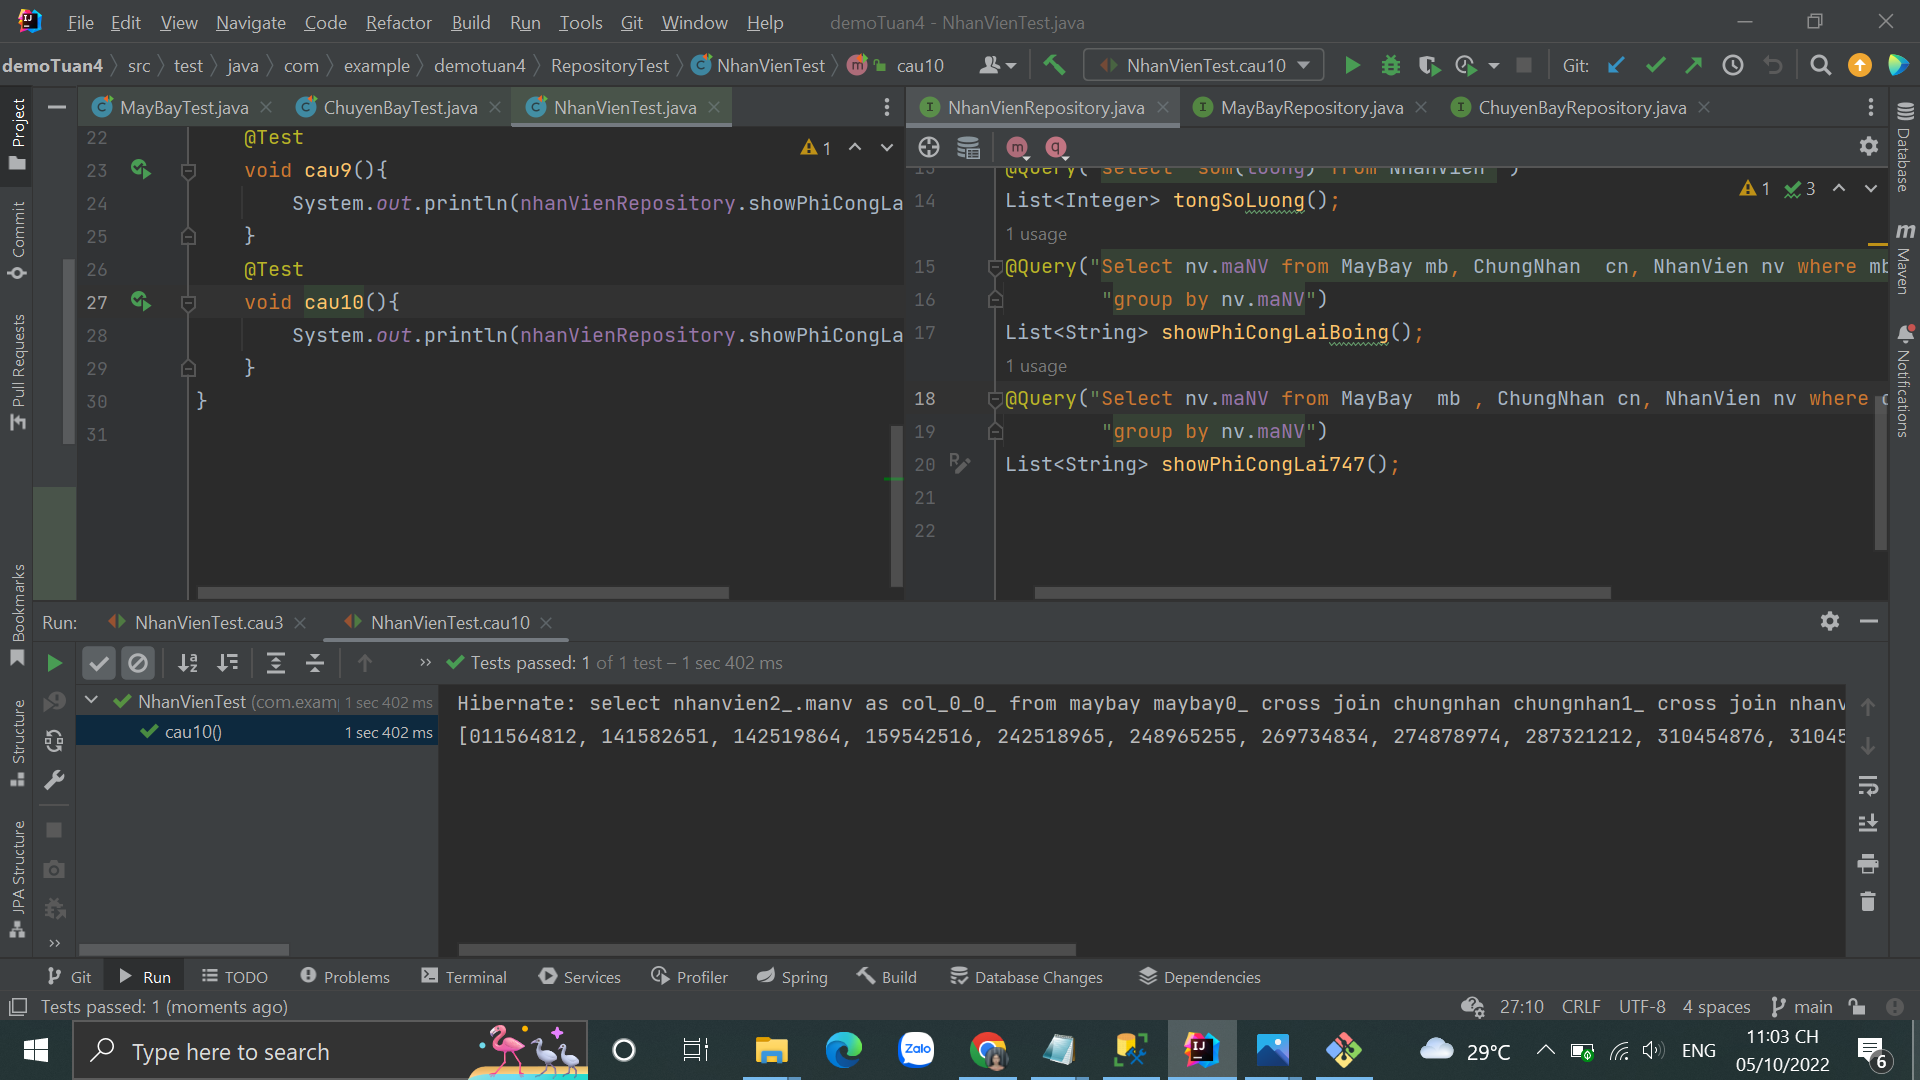 File Edit View Navigate Code Refactor Build Run Tools Git Window Help demoTuan4 - NhanVienTest.java
demoTuan4 src test java com example demotuan4 RepositoryTest NhanVienTest cau10 NhanVienTest.cau10 Git:
Project
Commit
Pull Requests
Bookmarks
Structure
JPA Structure
MayBayTest.java ChuyenBayTest.java NhanVienTest.java
22 @Test
23 void cau9(){
24 System.out.println(nhanVienRepository.showPhiCongLa
25 }
26 @Test
27 void cau10(){
28 System.out.println(nhanVienRepository.showPhiCongLa
29 }
30 }
31
1
NhanVienRepository.java MayBayRepository.java ChuyenBayRepository.java
1 3
14 List<Integer> tongSoLuong();
1 usage
15 @Query("Select nv.maNV from MayBay mb, ChungNhan cn, NhanVien nv where mb
16 "group by nv.maNV")
17 List<String> showPhiCongLaiBoing();
1 usage
18 @Query("Select nv.maNV from MayBay mb , ChungNhan cn, NhanVien nv where
19 "group by nv.maNV")
20 List<String> showPhiCongLai747();
21
22
Database
Maven
Notifications
Run: NhanVienTest.cau3 NhanVienTest.cau10
Tests passed: 1 of 1 test – 1 sec 402 ms
NhanVienTest (com.exam 1 sec 402 ms
cau10() 1 sec 402 ms
Hibernate: select nhanvien2_.manv as col_0_0_ from maybay maybay0_ cross join chungnhan chungnhan1_ cross join nhanv
[011564812, 141582651, 142519864, 159542516, 242518965, 248965255, 269734834, 274878974, 287321212, 310454876, 31045
Git Run TODO Problems Terminal Services Profiler Spring Build Database Changes Dependencies
Tests passed: 1 (moments ago) 27:10 CRLF UTF-8 4 spaces main
Type here to search Zalo 29°C ENG 11:03 CH
05/10/2022 6